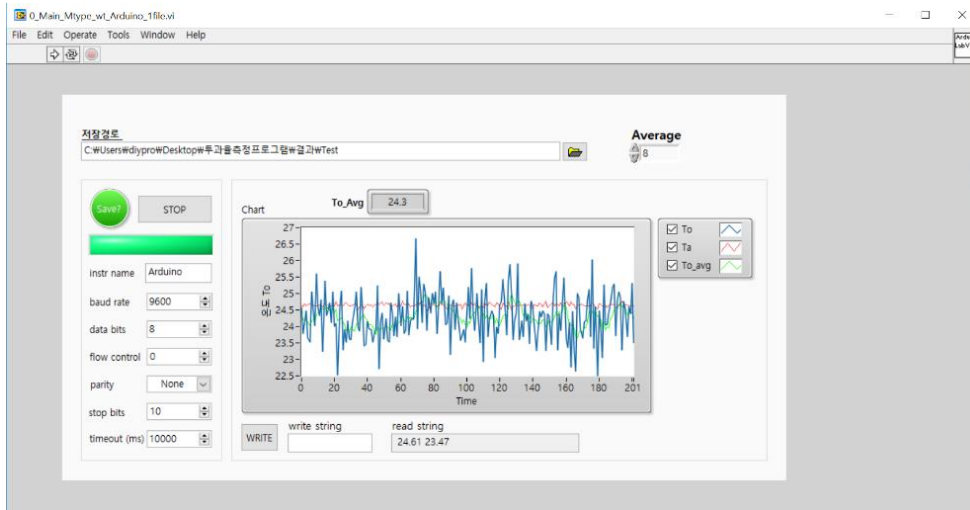 0_Main_Mtype_wt_Arduino_1file.vi
File Edit Operate Tools Window Help
저장경로
C:₩Users₩diypro₩Desktop₩투과율측정프로그램₩결과₩Test
Average
8
Save?
STOP
instr name Arduino
baud rate 9600
data bits 8
flow control 0
parity None
stop bits 10
timeout (ms) 10000
To_Avg 24.3
Chart
27
26.5
26
25.5
25
24.5
24
23.5
23
22.5
온도 To
0 20 40 60 80 100 120 140 160 180 201
Time
To
Ta
To_avg
WRITE
write string
read string
24.61 23.47